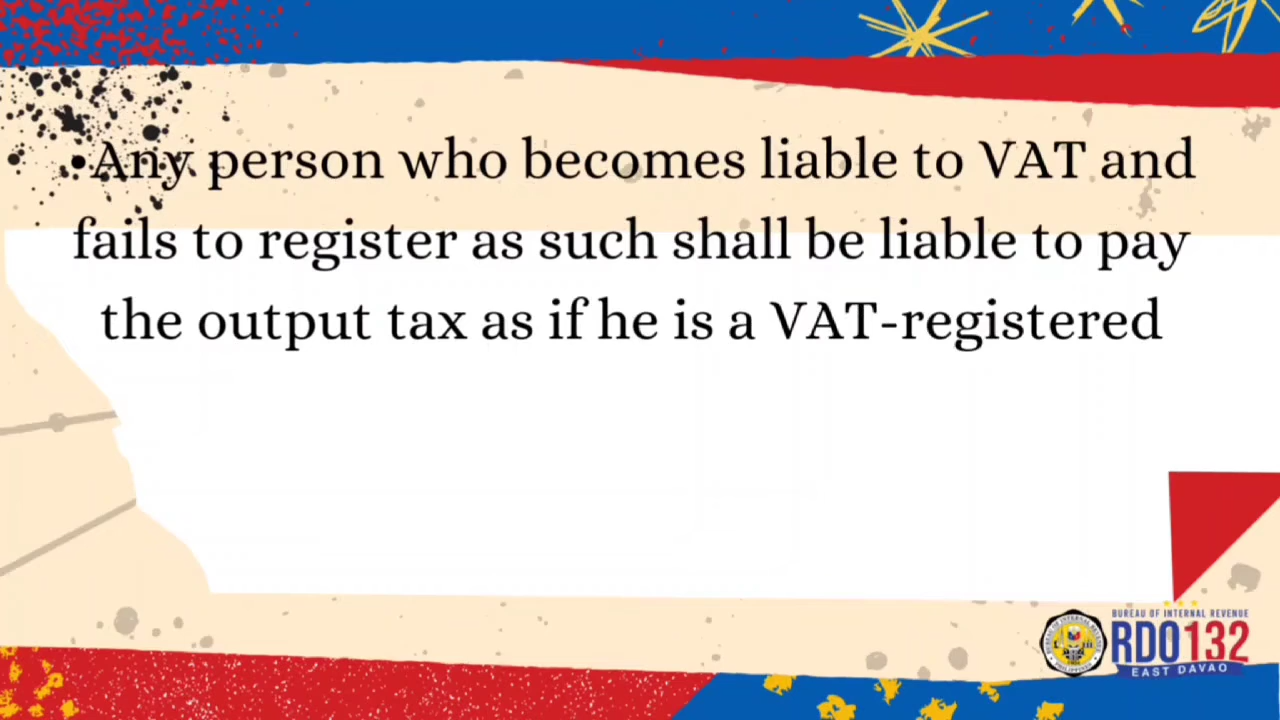 •Any person who becomes liable to VAT and
fails to register as such shall be liable to pay
the output tax as if he is a VAT-registered
BUREAU OF INTERNAL REVENUE
RDO132
EAST DAVAO